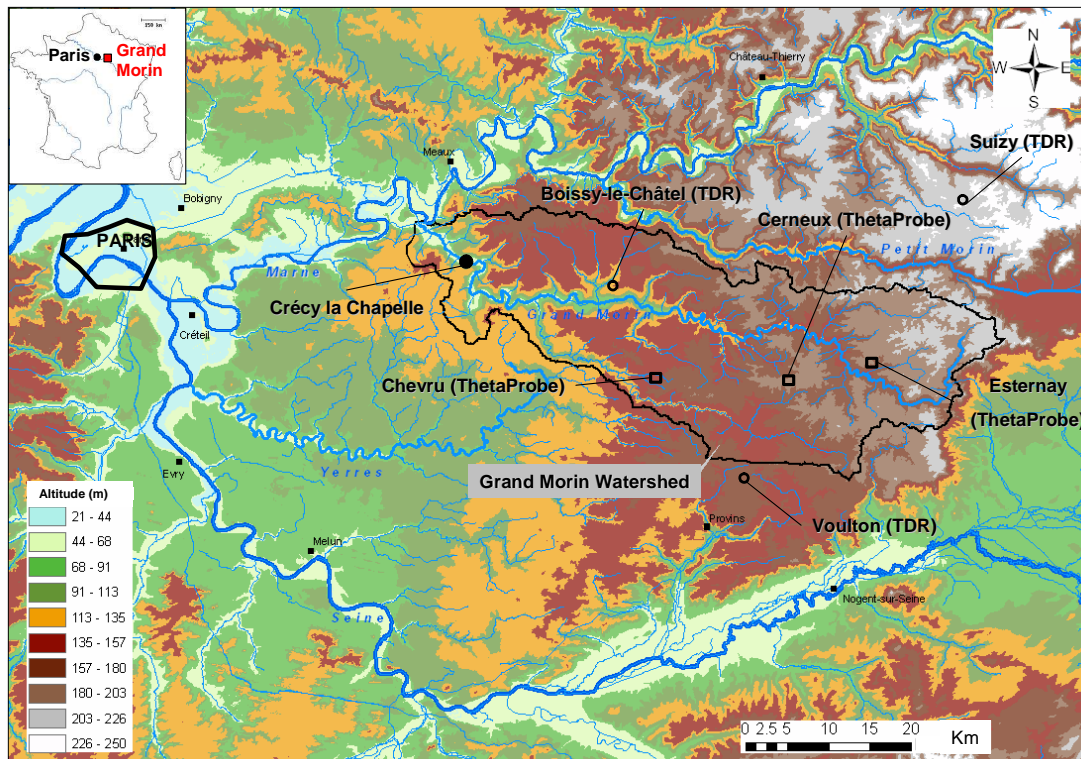 350 km
Paris
Grand
Morin
N
W
E
S
Château-Thierry
Suizy (TDR)
Meaux
Boissy-le-Châtel (TDR)
Cerneux (ThetaProbe)
Bobigny
PARIS
Petit Morin
Marne
Crécy la Chapelle
Grand Morin
Créteil
Chevru (ThetaProbe)
Esternay
(ThetaProbe)
Yerres
Grand Morin Watershed
Evry
Voulton (TDR)
Provins
Melun
Nogent-sur-Seine
Seine
Altitude (m)
21 - 44
44 - 68
68 - 91
91 - 113
113 - 135
135 - 157
157 - 180
180 - 203
203 - 226
226 - 250
0 2.5 5 10 15 20
Km